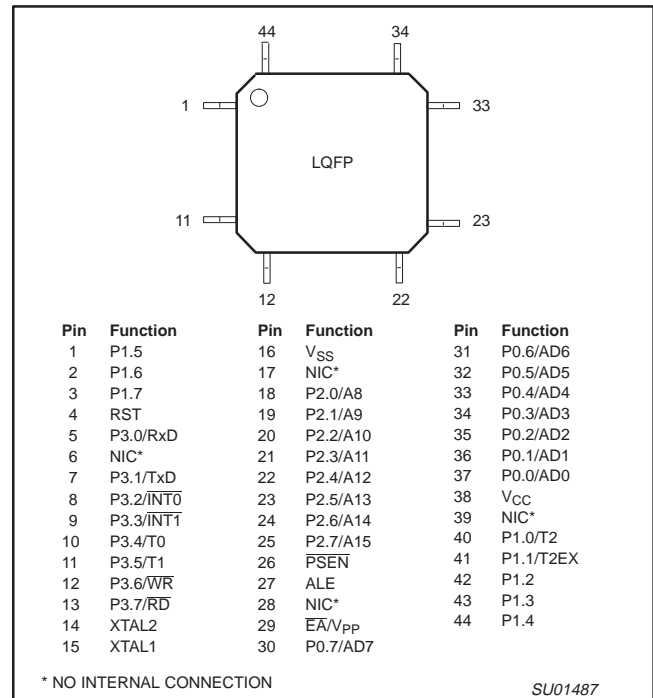 44 34
1 33
LQFP
11 23
12 22
Pin Function
1 P1.5
2 P1.6
3 P1.7
4 RST
5 P3.0/RxD
6 NIC*
7 P3.1/TxD
8 P3.2/INT0
9 P3.3/INT1
10 P3.4/T0
11 P3.5/T1
12 P3.6/WR
13 P3.7/RD
14 XTAL2
15 XTAL1
Pin Function
16 VSS
17 NIC*
18 P2.0/A8
19 P2.1/A9
20 P2.2/A10
21 P2.3/A11
22 P2.4/A12
23 P2.5/A13
24 P2.6/A14
25 P2.7/A15
26 PSEN
27 ALE
28 NIC*
29 EA/VPP
30 P0.7/AD7
Pin Function
31 P0.6/AD6
32 P0.5/AD5
33 P0.4/AD4
34 P0.3/AD3
35 P0.2/AD2
36 P0.1/AD1
37 P0.0/AD0
38 VCC
39 NIC*
40 P1.0/T2
41 P1.1/T2EX
42 P1.2
43 P1.3
44 P1.4
* NO INTERNAL CONNECTION
SU01487